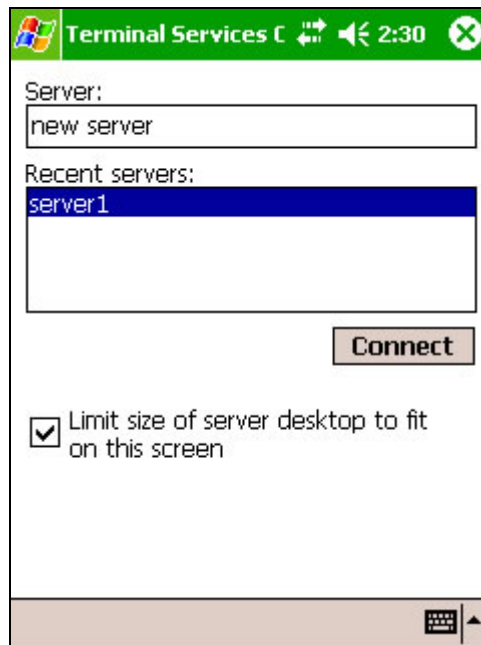 Terminal Services C 2:30
Server:
new server
Recent servers:
server1
Connect
Limit size of server desktop to fit
on this screen